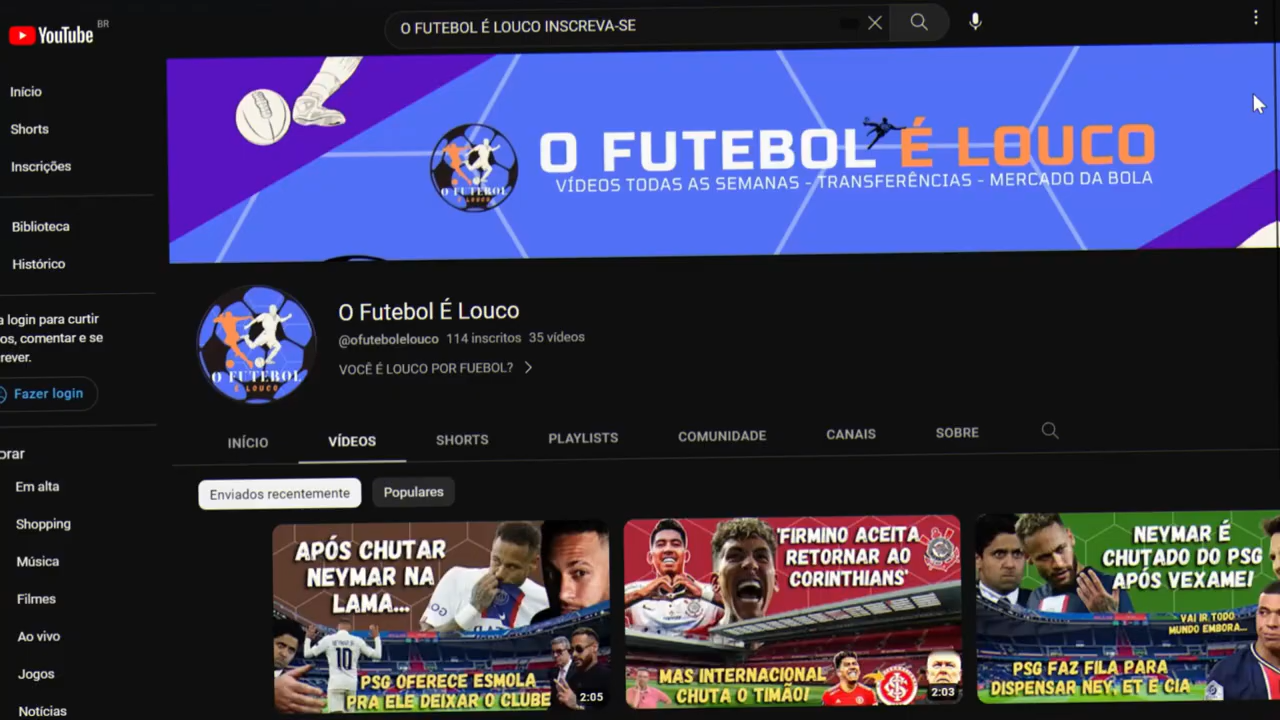 YouTube BR
O FUTEBOL É LOUCO INSCREVA-SE
Início
Shorts
Inscrições
Biblioteca
Histórico
a login para curtir
os, comentar e se
rever.
Fazer login
orar
Em alta
Shopping
Música
Filmes
Ao vivo
Jogos
Notícias
O FUTEBOL
É LOUCO
O FUTEBOL É LOUCO
VÍDEOS TODAS AS SEMANAS - TRANSFERÊNCIAS - MERCADO DA BOLA
O FUTEBOL
É LOUCO
O Futebol É Louco
@ofutebolelouco 114 inscritos 35 vídeos
VOCÊ É LOUCO POR FUEBOL?
INÍCIO VÍDEOS SHORTS PLAYLISTS COMUNIDADE CANAIS SOBRE
Enviados recentemente Populares
APÓS CHUTAR
NEYMAR NA
LAMA...
10
PSG OFERECE ESMOLA
PRA ELE DEIXAR O CLUBE
2:05
'FIRMINO ACEITA
RETORNAR AO
CORINTHIANS'
MAS INTERNACIONAL
CHUTA O TIMÃO!
2:03
NEYMAR É
CHUTADO DO PSG
APÓS VEXAME!
VAI IR TODO
MUNDO EMBORA...
PSG FAZ FILA PARA
DISPENSAR NEY, ET E CIA